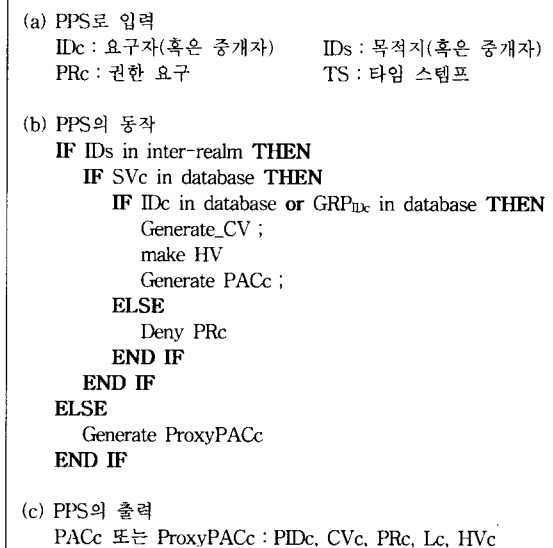 (a) PPS로 입력
IDc : 요구자(혹은 중개자) IDs : 목적지(혹은 중개자)
PRc : 권한 요구 TS : 타임 스템프
(b) PPS의 동작
IF IDs in inter-realm THEN
IF SVc in database THEN
IF IDc in database or GRPIDc in database THEN
Generate_CV ;
make HV
Generate PACc ;
ELSE
Deny PRc
END IF
END IF
ELSE
Generate ProxyPACc
END IF
(c) PPS의 출력
PACc 또는 ProxyPACc : PIDc, CVc, PRc, Lc, HVc